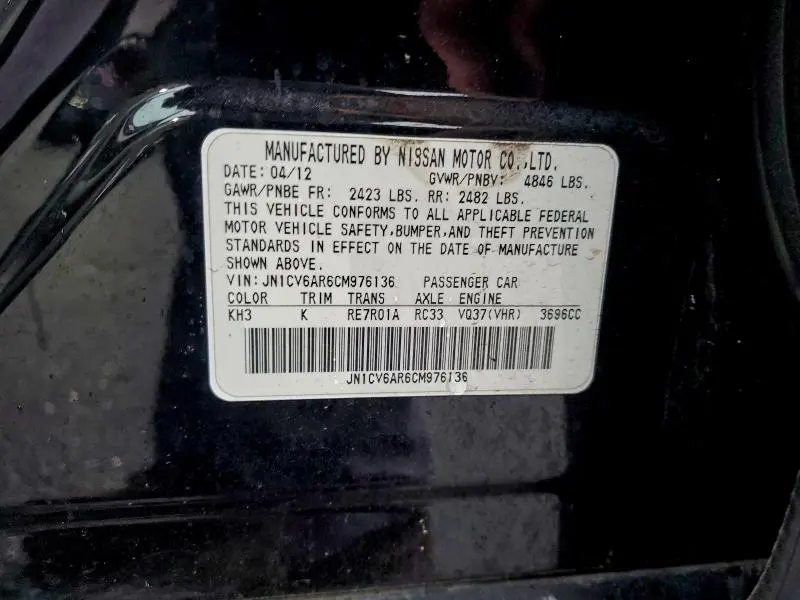 MANUFACTURED BY NISSAN MOTOR CO.,LTD.
DATE: 04/12 GVWR/PNBV: 4846 LBS.
GAWR/PNBE FR: 2423 LBS. RR: 2482 LBS.
THIS VEHICLE CONFORMS TO ALL APPLICABLE FEDERAL
MOTOR VEHICLE SAFETY,BUMPER,AND THEFT PREVENTION
STANDARDS IN EFFECT ON THE DATE OF MANUFACTURE
SHOWN ABOVE.
VIN: JN1CV6AR6CM976136 PASSENGER CAR
COLOR TRIM TRANS AXLE ENGINE
KH3 K RE7R01A RC33 VQ37(VHR) 3696CC
JN1CV6AR6CM976136